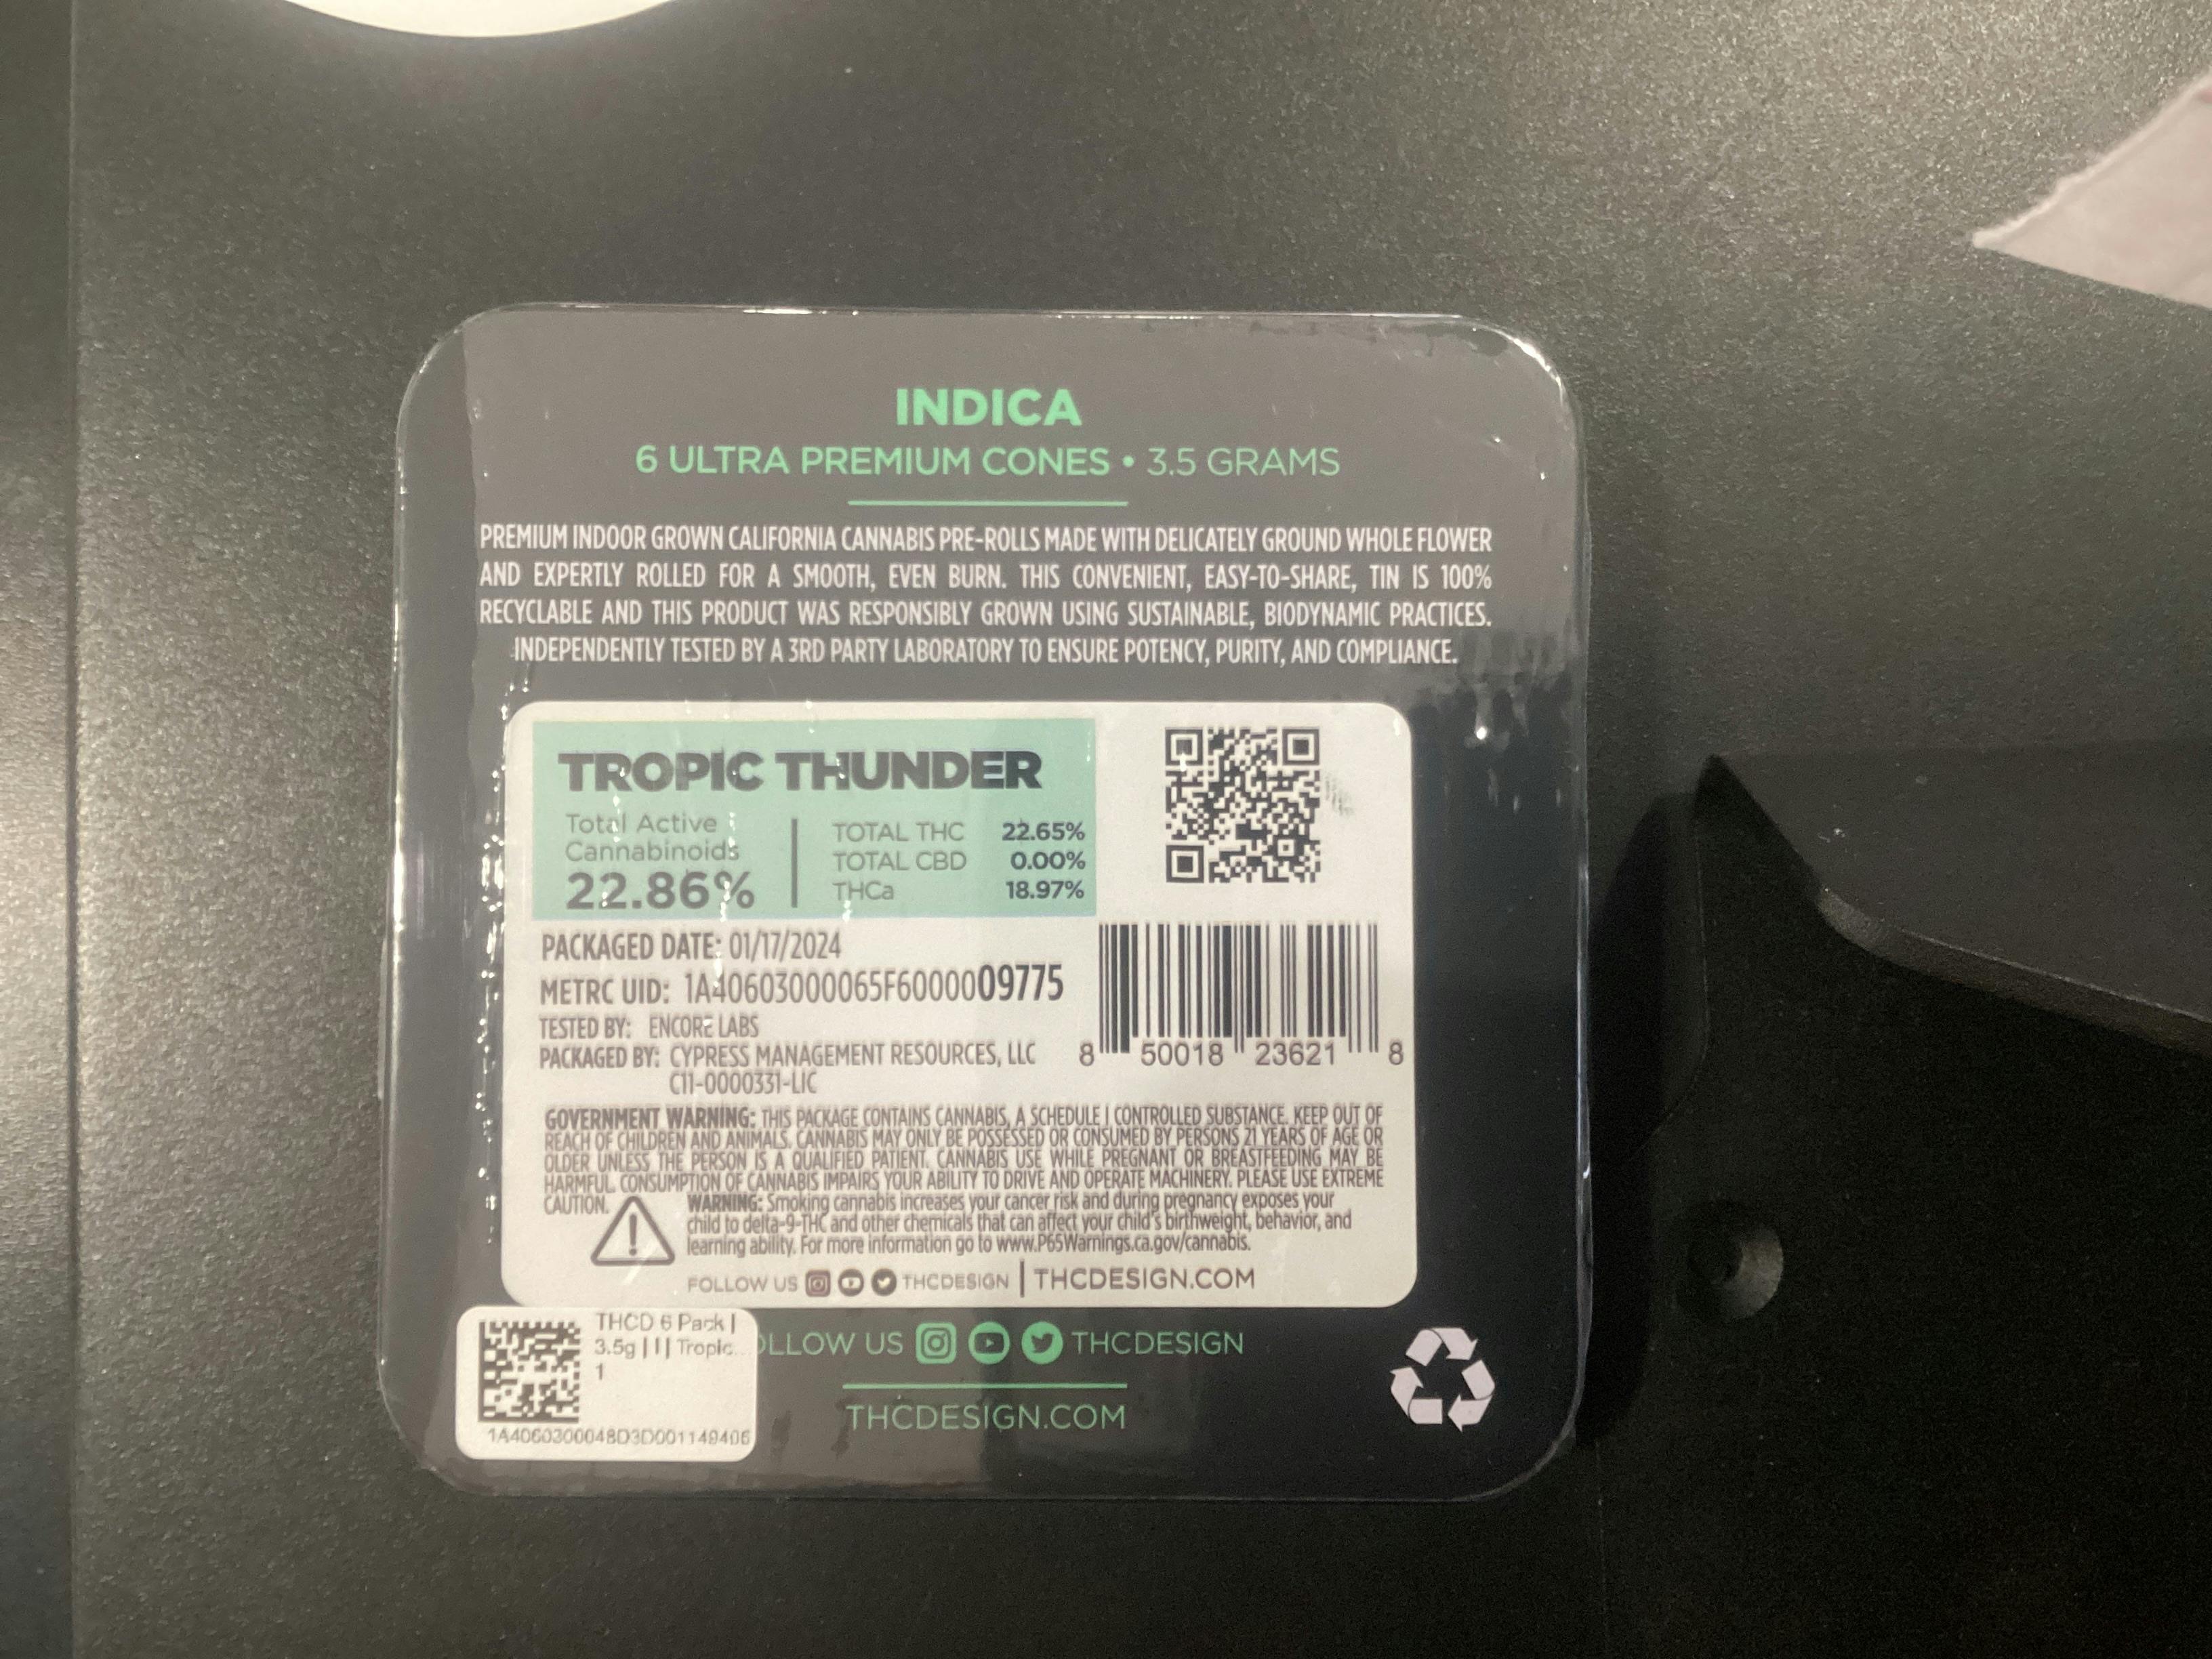 INDICA
6 ULTRA PREMIUM CONES • 3.5 GRAMS
PREMIUM INDOOR GROWN CALIFORNIA CANNABIS PRE-ROLLS MADE WITH DELICATELY GROUND WHOLE FLOWER
AND EXPERTLY ROLLED FOR A SMOOTH, EVEN BURN. THIS CONVENIENT, EASY-TO-SHARE, TIN IS 100%
RECYCLABLE AND THIS PRODUCT WAS RESPONSIBLY GROWN USING SUSTAINABLE, BIODYNAMIC PRACTICES.
INDEPENDENTLY TESTED BY A 3RD PARTY LABORATORY TO ENSURE POTENCY, PURITY, AND COMPLIANCE.
TROPIC THUNDER
Total Active
Cannabinoids
22.86%
TOTAL THC 22.65%
TOTAL CBD 0.00%
THCa 18.97%
PACKAGED DATE: 01/17/2024
METRC UID: 1A40603000065F6000009775
TESTED BY: ENCORE LABS
PACKAGED BY: CYPRESS MANAGEMENT RESOURCES, LLC
C11-0000331-LIC
8 50018 23621 8
GOVERNMENT WARNING: THIS PACKAGE CONTAINS CANNABIS, A SCHEDULE I CONTROLLED SUBSTANCE. KEEP OUT OF
REACH OF CHILDREN AND ANIMALS. CANNABIS MAY ONLY BE POSSESSED OR CONSUMED BY PERSONS 21 YEARS OF AGE OR
OLDER UNLESS THE PERSON IS A QUALIFIED PATIENT. CANNABIS USE WHILE PREGNANT OR BREASTFEEDING MAY BE
HARMFUL. CONSUMPTION OF CANNABIS IMPAIRS YOUR ABILITY TO DRIVE AND OPERATE MACHINERY. PLEASE USE EXTREME
CAUTION.
WARNING: Smoking cannabis increases your cancer risk and during pregnancy exposes your
child to delta-9-THC and other chemicals that can affect your child's birthweight, behavior, and
learning ability. For more information go to www.P65Warnings.ca.gov/cannabis.
FOLLOW US THCDESIGN | THCDESIGN.COM
THCD 6 Pack |
3.5g | I | Tropic...
1
1A4060300048D3D001149406
OLLOW US THCDESIGN
THCDESIGN.COM